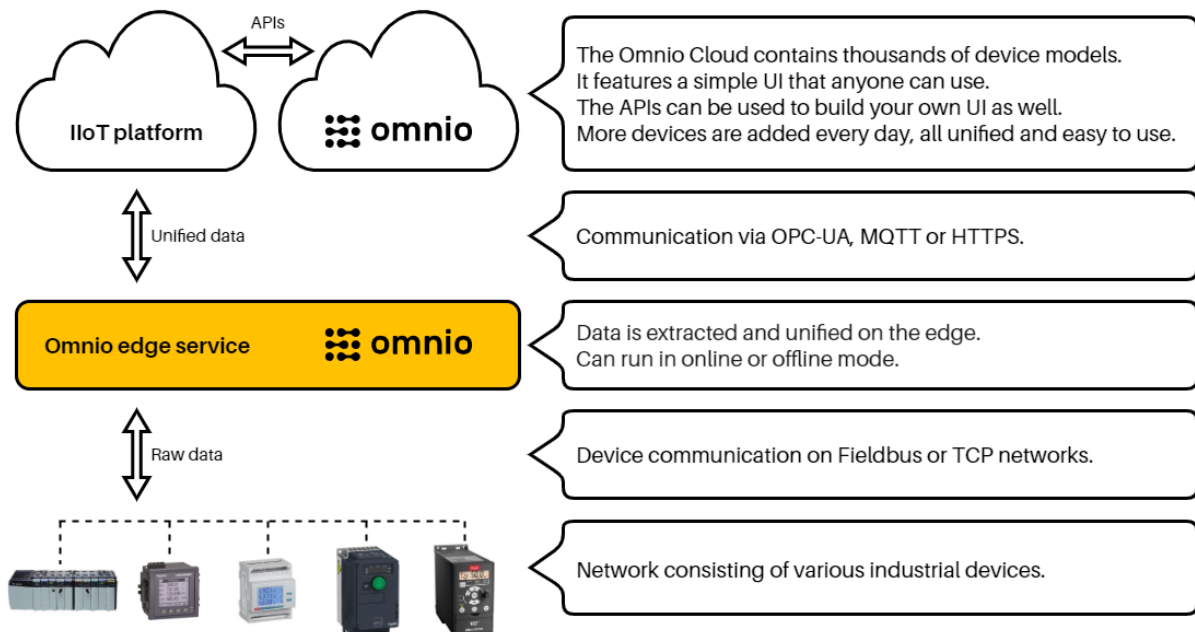 APIs
IIoT platform
omnio
The Omnio Cloud contains thousands of device models.
It features a simple UI that anyone can use.
The APIs can be used to build your own UI as well.
More devices are added every day, all unified and easy to use.
Unified data
Communication via OPC-UA, MQTT or HTTPS.
Omnio edge service
omnio
Data is extracted and unified on the edge.
Can run in online or offline mode.
Raw data
Device communication on Fieldbus or TCP networks.
Network consisting of various industrial devices.